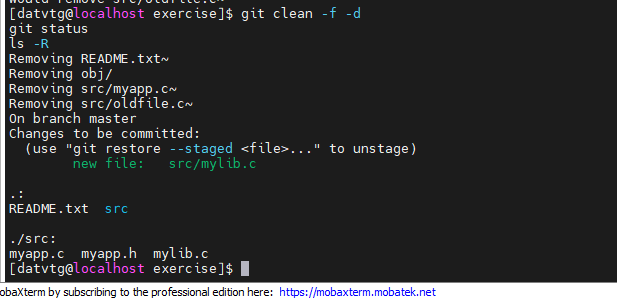 would remove src/oldfile.c~
[datvtg@localhost exercise]$ git clean -f -d
git status
ls -R
Removing README.txt~
Removing obj/
Removing src/myapp.c~
Removing src/oldfile.c~
On branch master
Changes to be committed:
  (use "git restore --staged <file>..." to unstage)
        new file:   src/mylib.c

.:
README.txt  src

./src:
myapp.c  myapp.h  mylib.c
[datvtg@localhost exercise]$
obaXterm by subscribing to the professional edition here: https://mobaxterm.mobatek.net